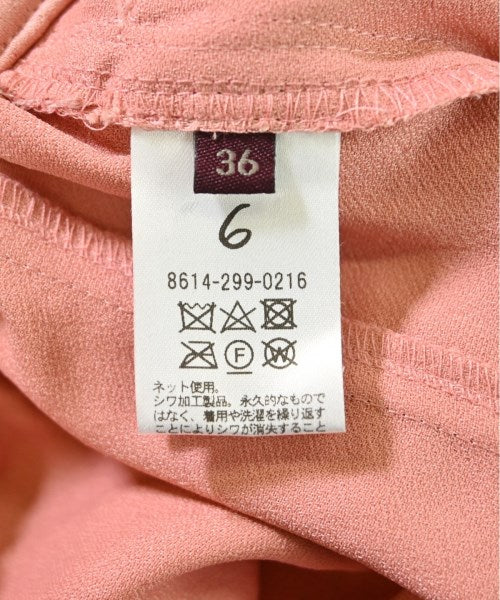 36
6
8614-299-0216
F W
ネット使用。
シワ加工製品。永久的なもので
はなく、着用や洗濯を繰り返す
ことによりシワが消失すること